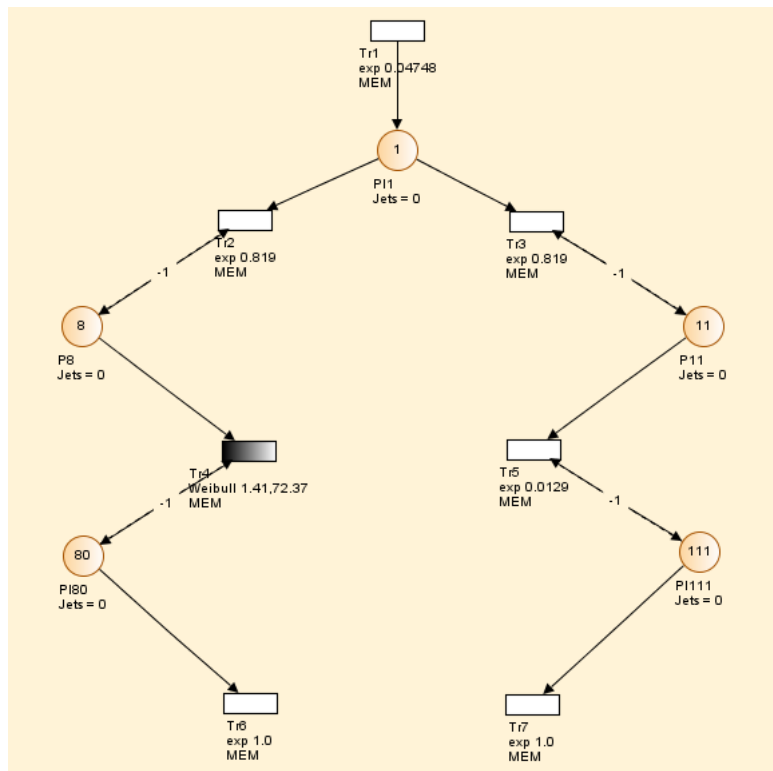 Tr1
exp 0.04748
MEM
1
PI1
Jets = 0
Tr2
exp 0.819
MEM
Tr3
exp 0.819
MEM
-1
-1
8
P8
Jets = 0
11
P11
Jets = 0
Tr4
Weibull 1.41,72.37
MEM
Tr5
exp 0.0129
MEM
-1
-1
80
PI80
Jets = 0
111
PI111
Jets = 0
Tr6
exp 1.0
MEM
Tr7
exp 1.0
MEM